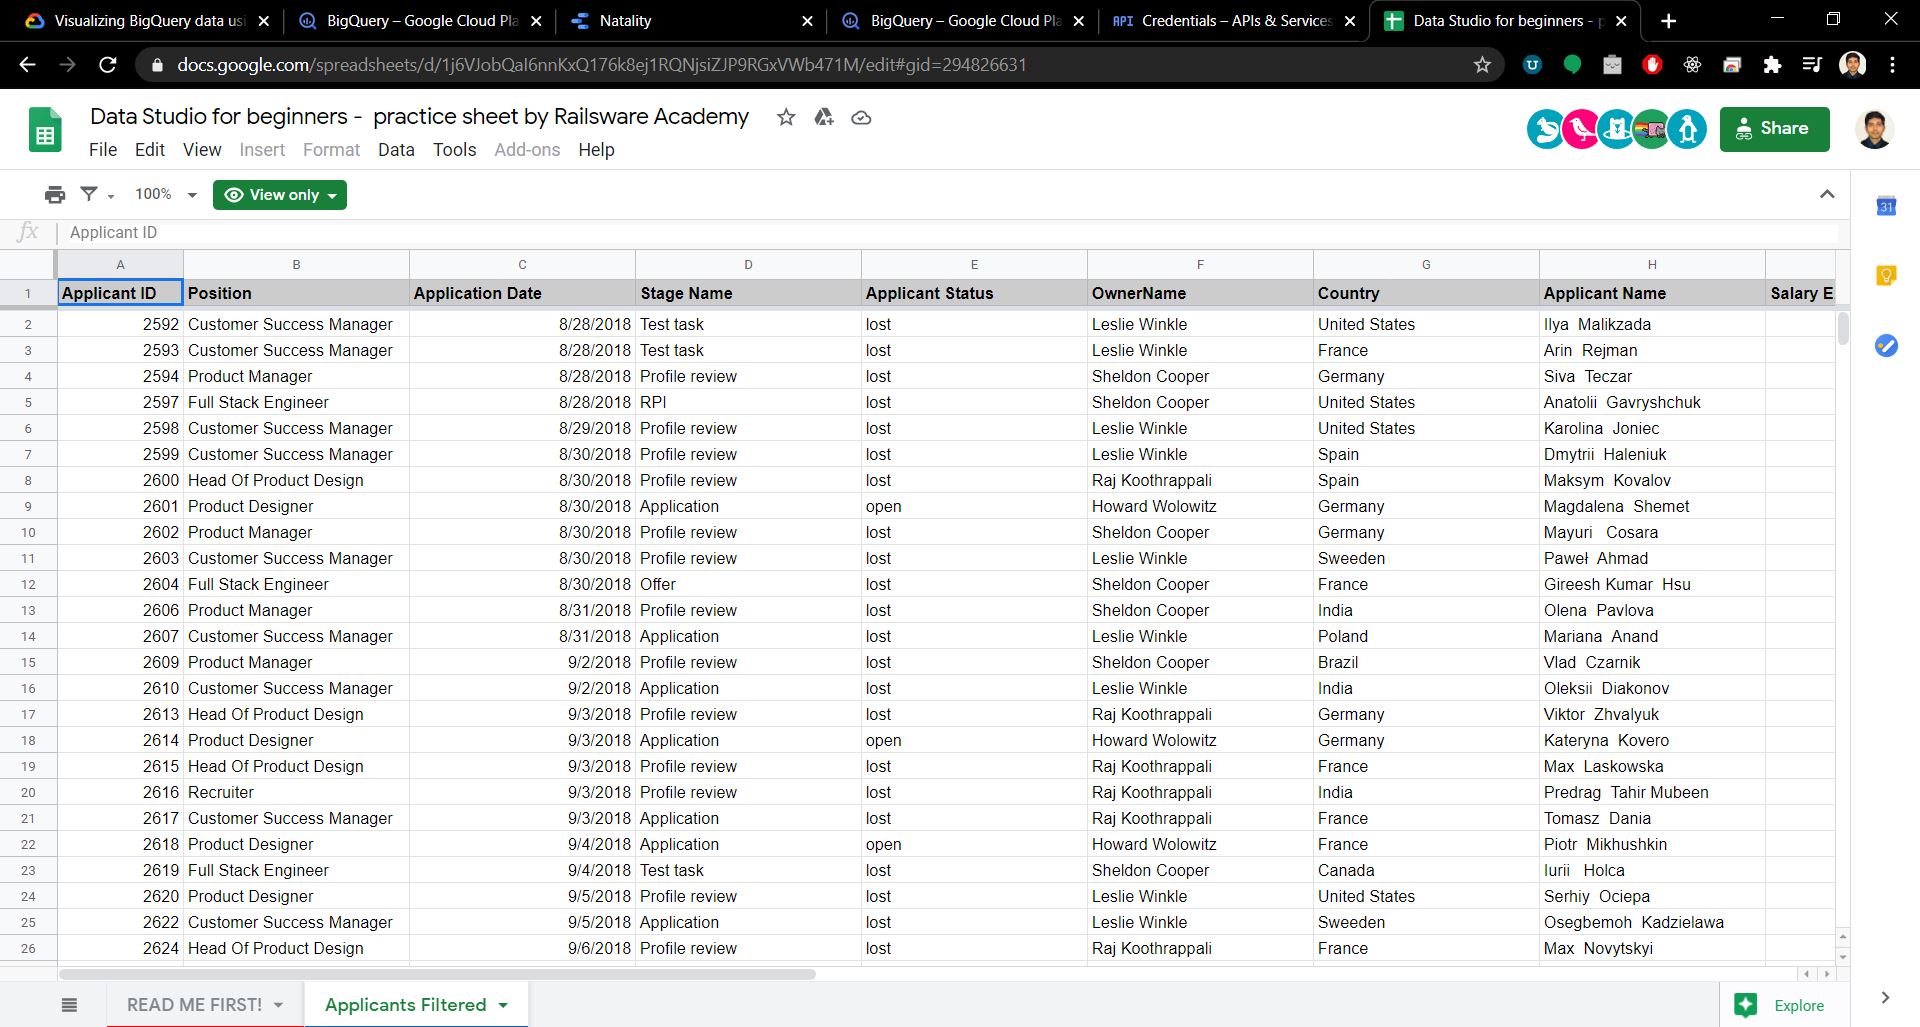 Visualizing BigQuery data usi
BigQuery – Google Cloud Pla
Natality
BigQuery – Google Cloud Pla
API Credentials – APIs & Services
Data Studio for beginners - p
docs.google.com/spreadsheets/d/1j6VJobQaI6nnKxQ176k8ej1RQNjsiZJP9RGxVWb471M/edit#gid=294826631
Data Studio for beginners - practice sheet by Railsware Academy
File Edit View Insert Format Data Tools Add-ons Help
Share
100% View only
31
fx Applicant ID
A B C D E F G H
1 Applicant ID Position Application Date Stage Name Applicant Status OwnerName Country Applicant Name Salary E
2 2592 Customer Success Manager 8/28/2018 Test task lost Leslie Winkle United States Ilya Malikzada
3 2593 Customer Success Manager 8/28/2018 Test task lost Leslie Winkle France Arin Rejman
4 2594 Product Manager 8/28/2018 Profile review lost Sheldon Cooper Germany Siva Teczar
5 2597 Full Stack Engineer 8/28/2018 RPI lost Sheldon Cooper United States Anatolii Gavryshchuk
6 2598 Customer Success Manager 8/29/2018 Profile review lost Leslie Winkle United States Karolina Joniec
7 2599 Customer Success Manager 8/30/2018 Profile review lost Leslie Winkle Spain Dmytrii Haleniuk
8 2600 Head Of Product Design 8/30/2018 Profile review lost Raj Koothrappali Spain Maksym Kovalov
9 2601 Product Designer 8/30/2018 Application open Howard Wolowitz Germany Magdalena Shemet
10 2602 Product Manager 8/30/2018 Profile review lost Sheldon Cooper Germany Mayuri Cosara
11 2603 Customer Success Manager 8/30/2018 Profile review lost Leslie Winkle Sweeden Paweł Ahmad
12 2604 Full Stack Engineer 8/30/2018 Offer lost Sheldon Cooper France Gireesh Kumar Hsu
13 2606 Product Manager 8/31/2018 Profile review lost Sheldon Cooper India Olena Pavlova
14 2607 Customer Success Manager 8/31/2018 Application lost Leslie Winkle Poland Mariana Anand
15 2609 Product Manager 9/2/2018 Profile review lost Sheldon Cooper Brazil Vlad Czarnik
16 2610 Customer Success Manager 9/2/2018 Application lost Leslie Winkle India Oleksii Diakonov
17 2613 Head Of Product Design 9/3/2018 Profile review lost Raj Koothrappali Germany Viktor Zhvalyuk
18 2614 Product Designer 9/3/2018 Application open Howard Wolowitz Germany Kateryna Kovero
19 2615 Head Of Product Design 9/3/2018 Profile review lost Raj Koothrappali France Max Laskowska
20 2616 Recruiter 9/3/2018 Profile review lost Raj Koothrappali India Predrag Tahir Mubeen
21 2617 Customer Success Manager 9/3/2018 Application lost Raj Koothrappali France Tomasz Dania
22 2618 Product Designer 9/4/2018 Application open Howard Wolowitz France Piotr Mikhushkin
23 2619 Full Stack Engineer 9/4/2018 Test task lost Sheldon Cooper Canada Iurii Holca
24 2620 Product Designer 9/5/2018 Profile review lost Leslie Winkle United States Serhiy Ociepa
25 2622 Customer Success Manager 9/5/2018 Application lost Leslie Winkle Sweeden Osegbemoh Kadzielawa
26 2624 Head Of Product Design 9/6/2018 Profile review lost Raj Koothrappali France Max Novytskyi
READ ME FIRST! Applicants Filtered Explore